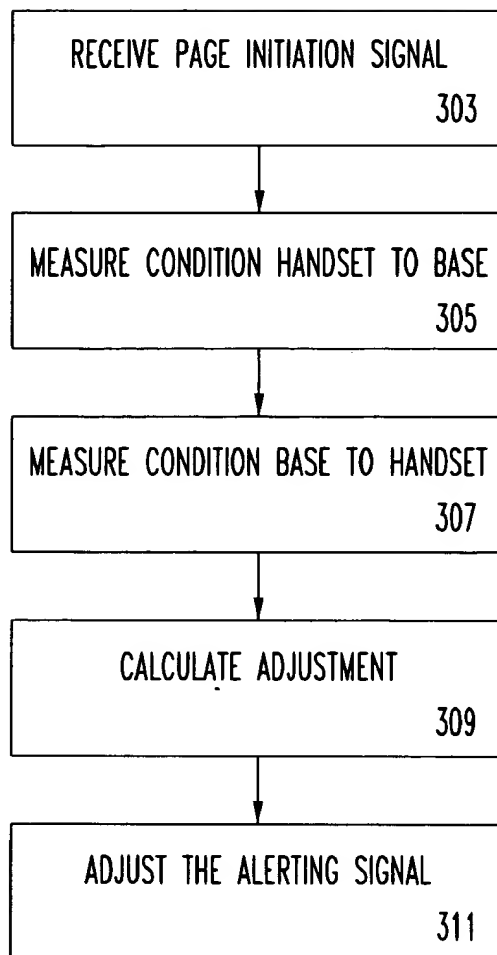 RECEIVE PAGE INITIATION SIGNAL
303
MEASURE CONDITION HANDSET TO BASE
305
MEASURE CONDITION BASE TO HANDSET
307
CALCULATE ADJUSTMENT
309
ADJUST THE ALERTING SIGNAL
311